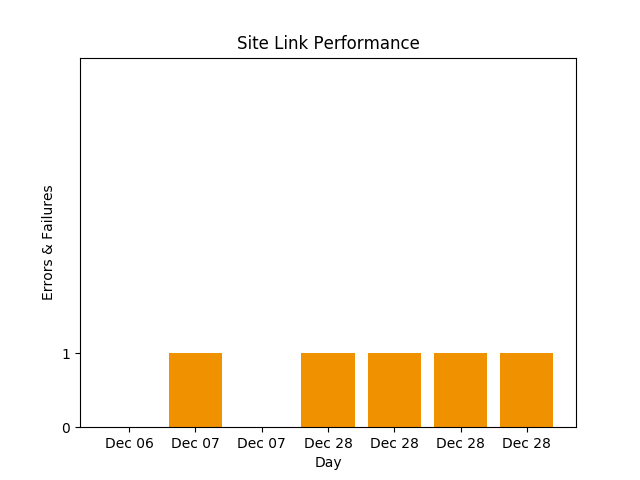 Site Link Performance
Errors & Failures
1
0
Dec 06 Dec 07 Dec 07 Dec 28 Dec 28 Dec 28 Dec 28
Day